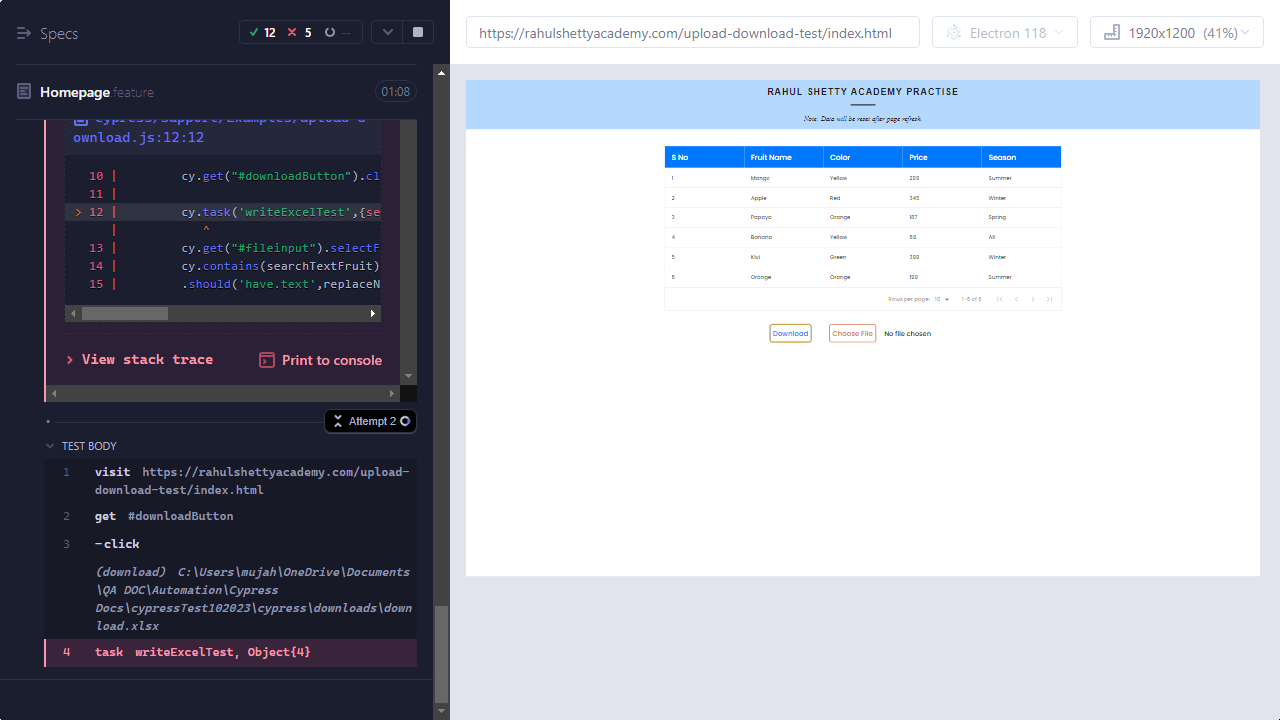 Specs
12 5 --
https://rahulshettyacademy.com/upload-download-test/index.html
Electron 118
1920x1200 (41%)
Homepage.feature
01:08
cypress/support/examples/upload-d
ownload.js:12:12
10 | cy.get("#downloadButton").cl
11 |
> 12 | cy.task('writeExcelTest',{se
| ^
13 | cy.get("#fileinput").selectF
14 | cy.contains(searchTextFruit)
15 | .should('have.text',replaceN
> View stack trace
Print to console
Attempt 2
TEST BODY
1 visit https://rahulshettyacademy.com/upload-
download-test/index.html
2 get #downloadButton
3 -click
(download) C:\Users\mujah\OneDrive\Documents
\QA DOC\Automation\Cypress
Docs\cypressTest102023\cypress\downloads\down
load.xlsx
4 task writeExcelTest, Object{4}
RAHUL SHETTY ACADEMY PRACTISE
Note: Data will be reset after page refresh.
S No Fruit Name Color Price Season
1 Mango Yellow 299 Summer
2 Apple Red 345 Winter
3 Papaya Orange 187 Spring
4 Banana Yellow 69 All
5 Kivi Green 399 Winter
6 Orange Orange 199 Summer
Rows per page: 10 1-6 of 6
Download Choose File No file chosen